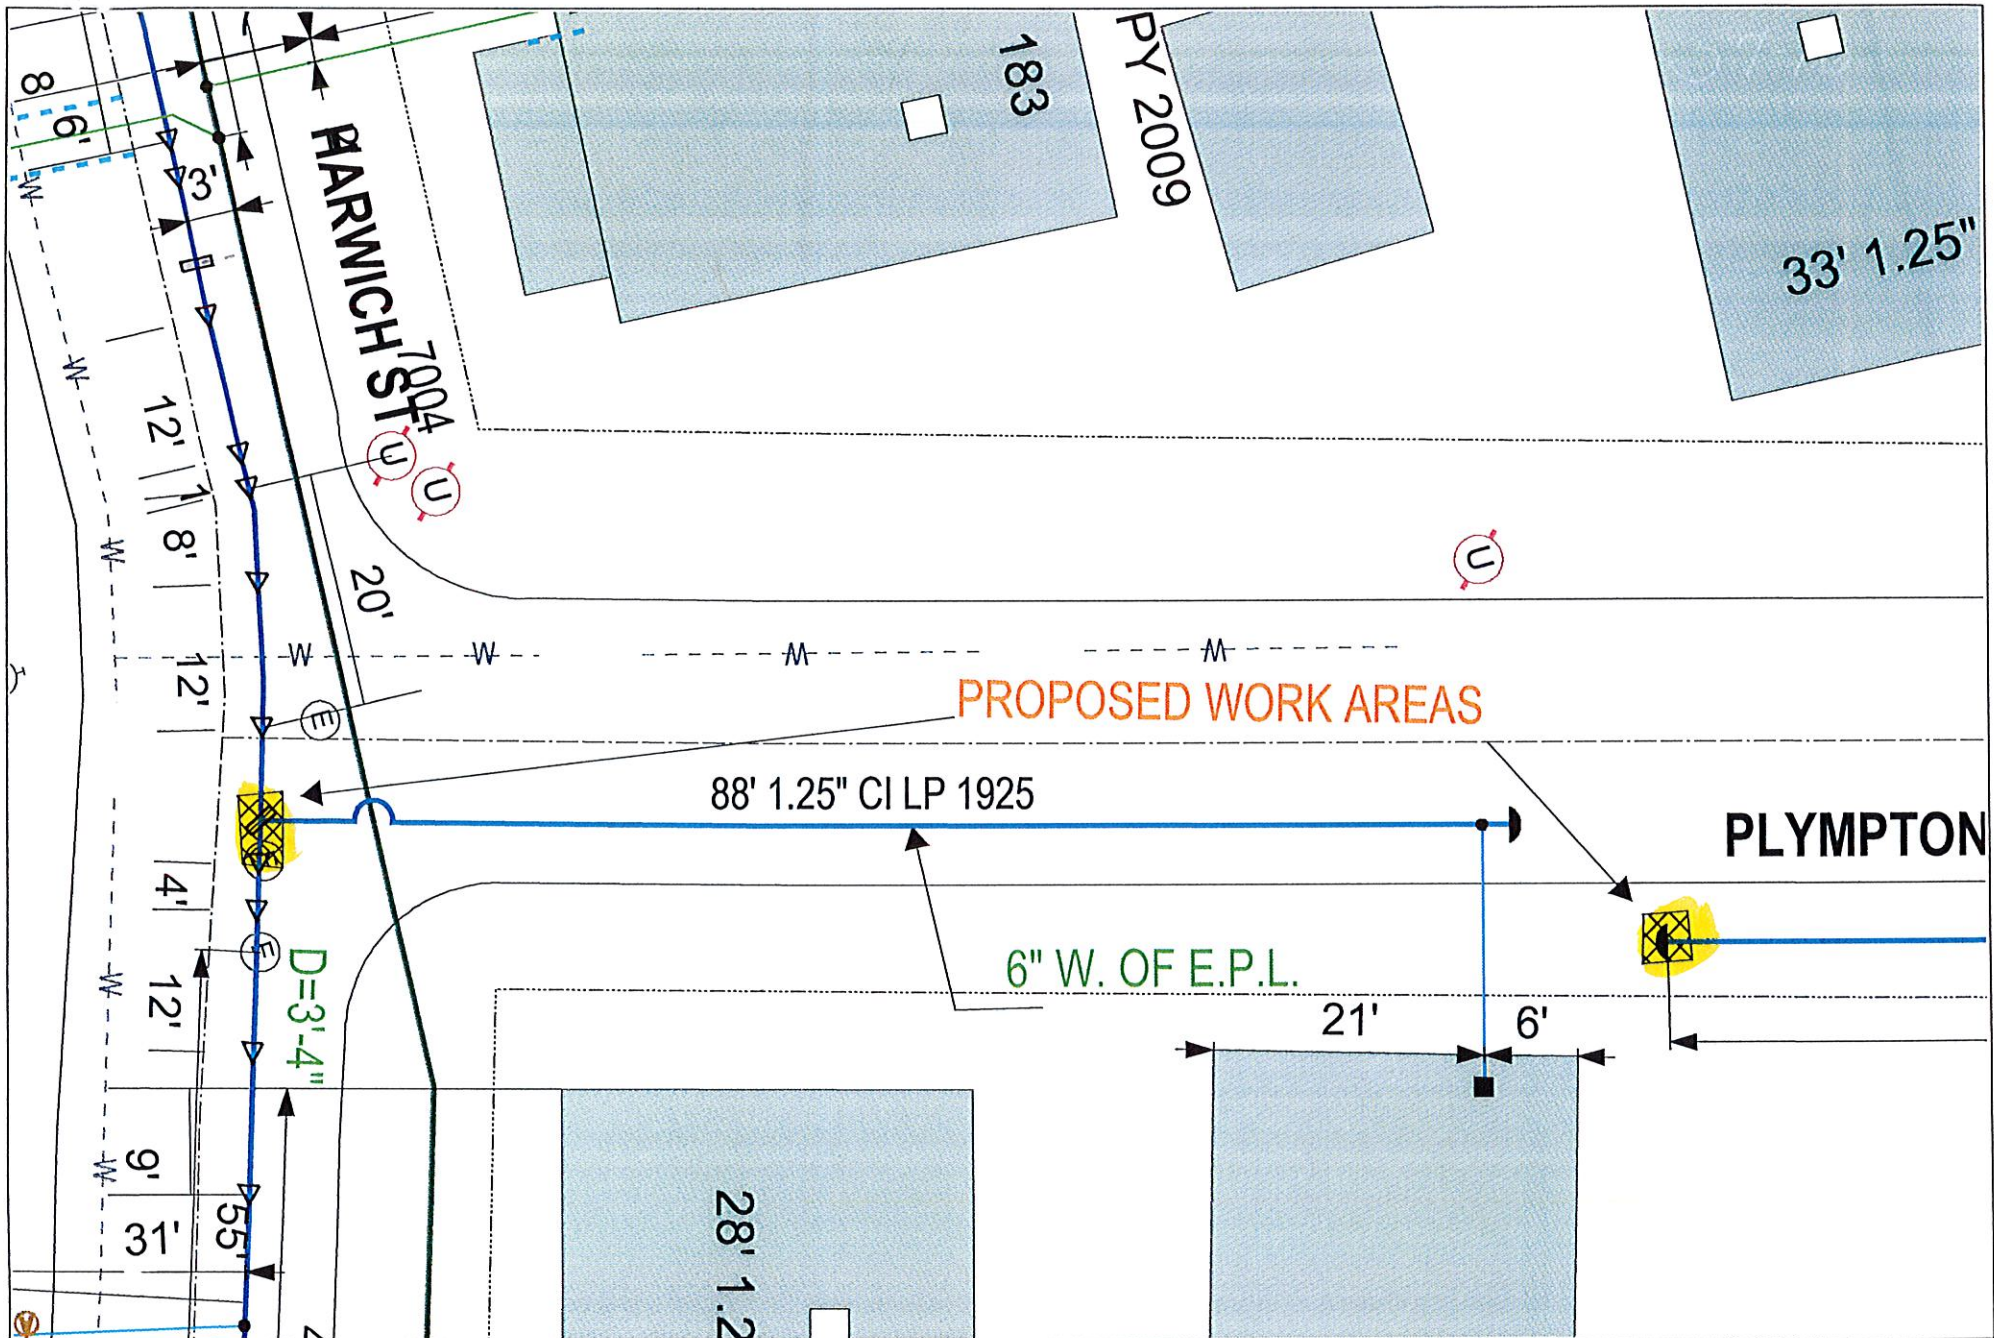 8
6'
3'
HARWICH ST
7004
183
PY 2009
33' 1.25"
W
W
12'
1
8'
U
U
U
20'
W
12'
W
W
W
W
E
PROPOSED WORK AREAS
88' 1.25" CI LP 1925
PLYMPTON
4'
E
W
12'
D=3'-4"
6" W. OF E.P.L.
21'
6'
W
9'
31'
55'
28' 1.2